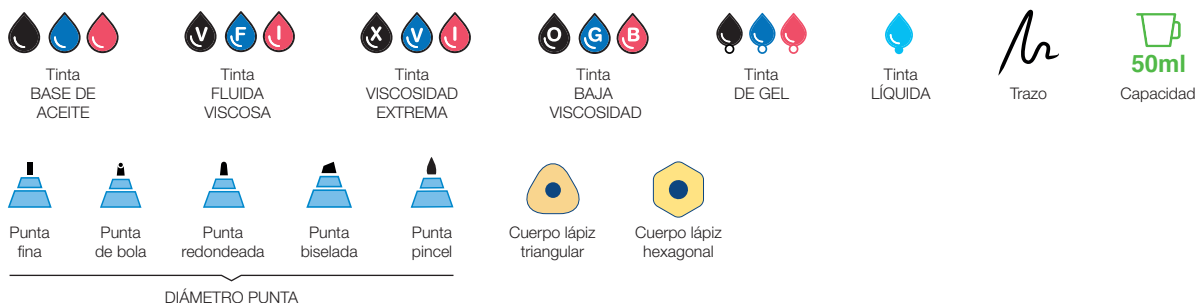 V F I
X V I
O G B
50ml
Tinta
BASE DE
ACEITE
Tinta
FLUIDA
VISCOSA
Tinta
VISCOSIDAD
EXTREMA
Tinta
BAJA
VISCOSIDAD
Tinta
DE GEL
Tinta
LÍQUIDA
Trazo
Capacidad
Punta
fina
Punta
de bola
Punta
redondeada
Punta
biselada
Punta
pincel
Cuerpo lápiz
triangular
Cuerpo lápiz
hexagonal
DIÁMETRO PUNTA